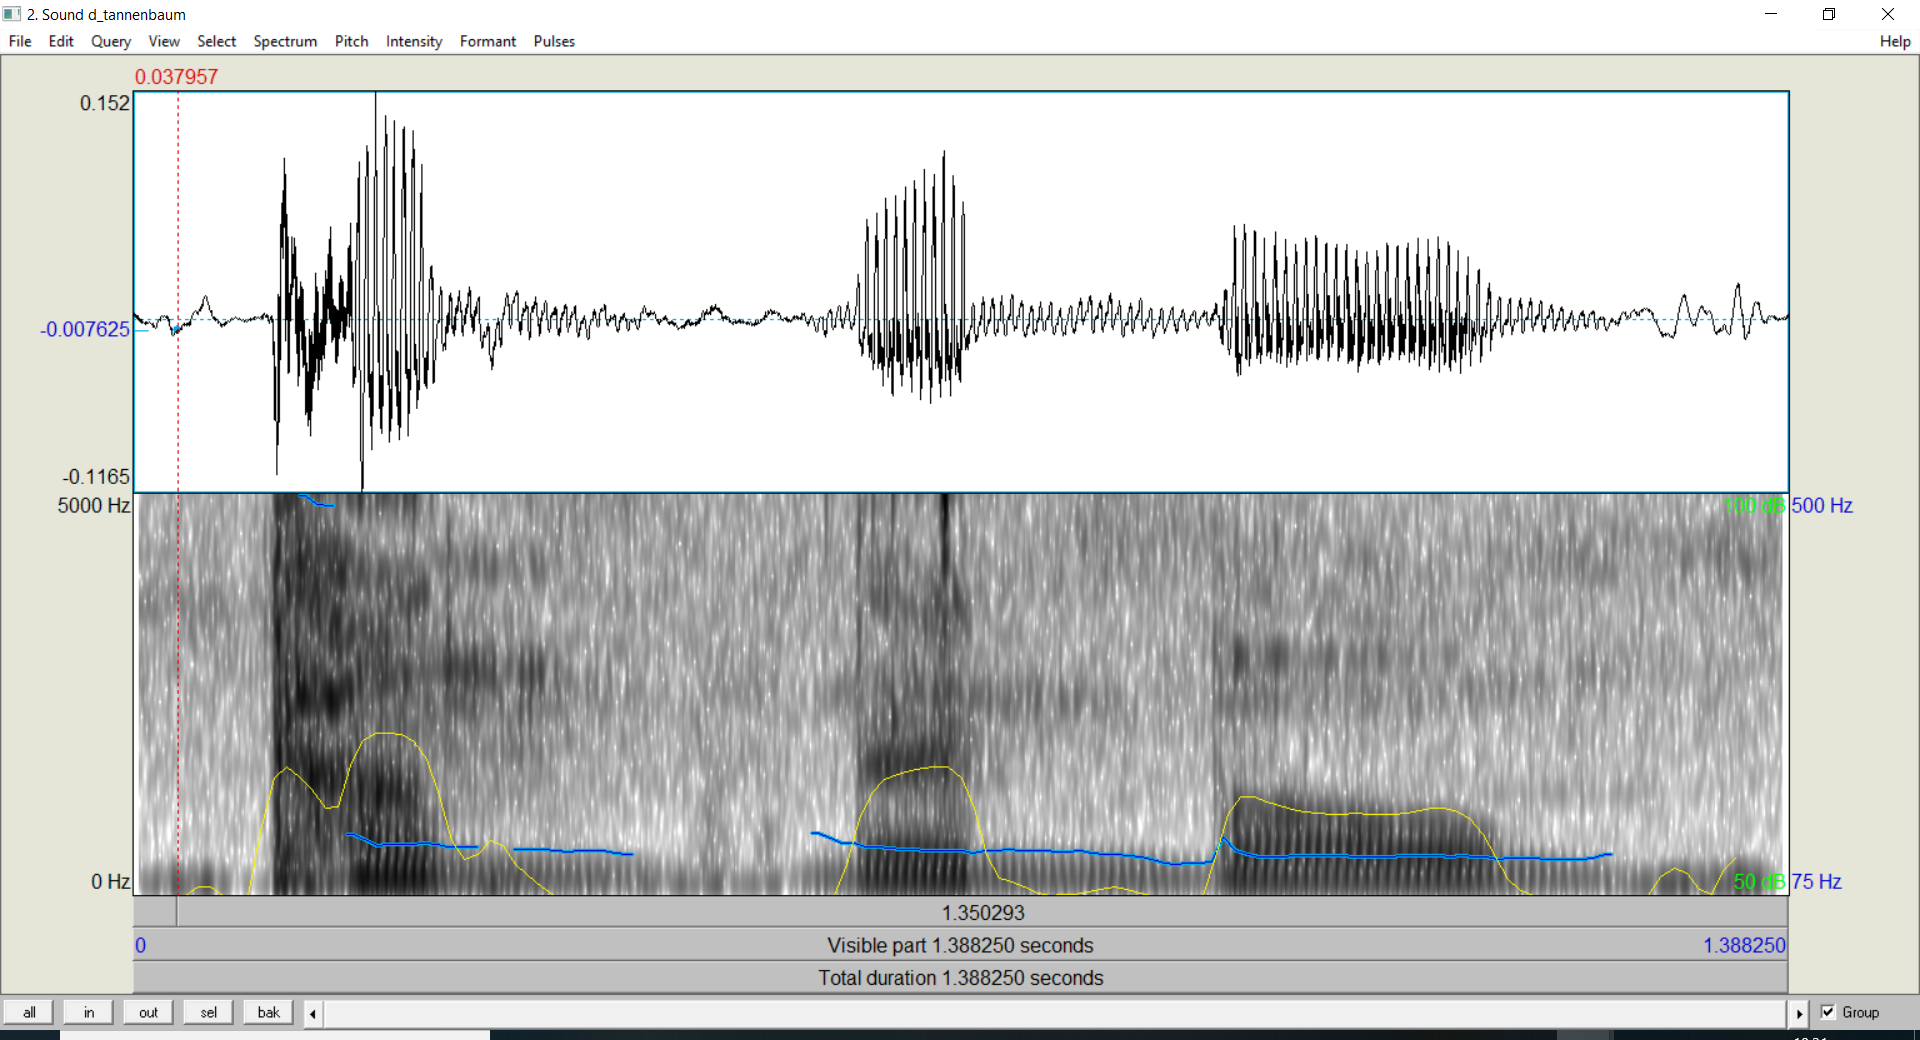 2. Sound d_tannenbaum
File Edit Query View Select Spectrum Pitch Intensity Formant Pulses Help
0.037957
0.152
-0.007625
-0.1165
5000 Hz 100 dB 500 Hz
0 Hz 50 dB 75 Hz
1.350293
0 Visible part 1.388250 seconds 1.388250
Total duration 1.388250 seconds
all in out sel bak Group